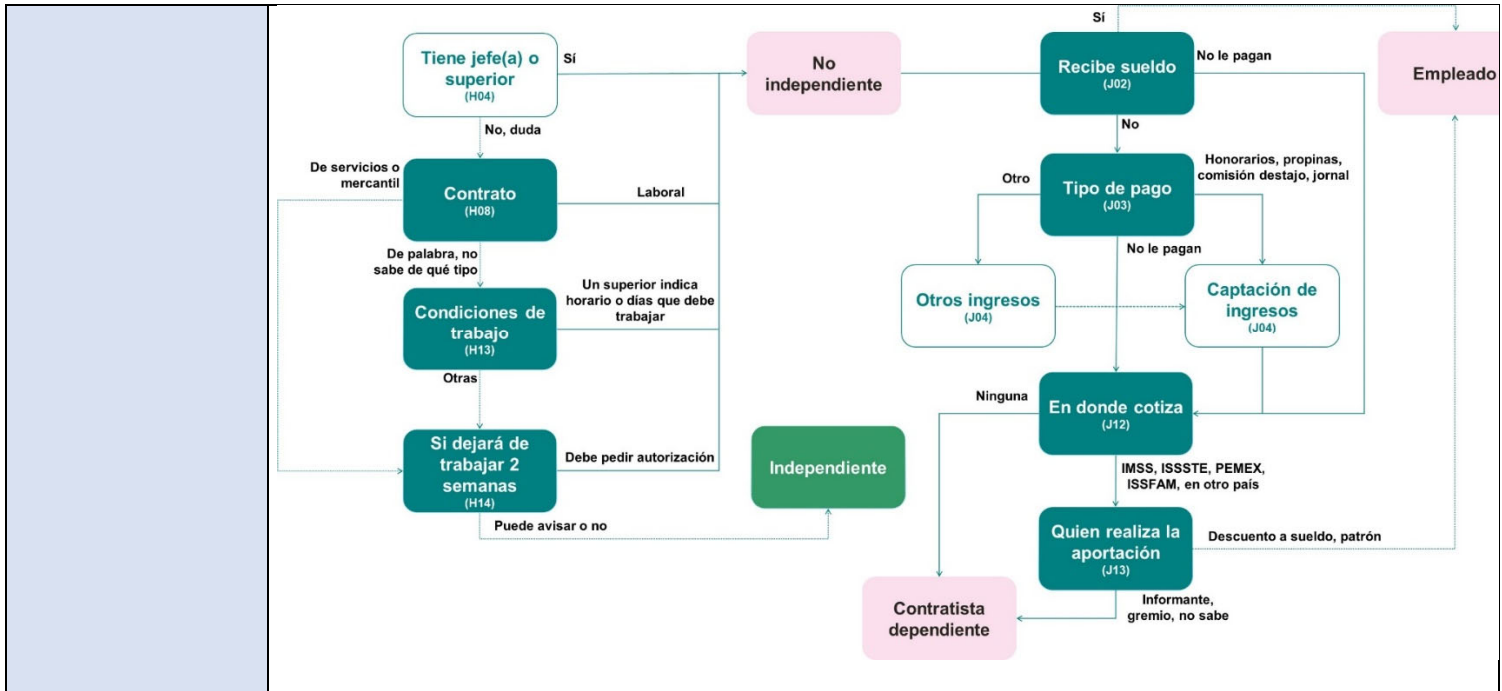 Sí
Tiene jefe(a) o
superior
(H04)
Sí
No
independiente
Recibe sueldo
(J02)
No le pagan
Empleado
No, duda
No
De servicios o
mercantil
Contrato
(H08)
Laboral
Otro
Tipo de pago
(J03)
Honorarios, propinas,
comisión destajo, jornal
De palabra, no
sabe de qué tipo
No le pagan
Un superior indica
horario o días que debe
trabajar
Condiciones de
trabajo
(H13)
Otros ingresos
(J04)
Captación de
ingresos
(J04)
Otras
Ninguna
En donde cotiza
(J12)
Si dejará de
trabajar 2
semanas
(H14)
Debe pedir autorización
Independiente
IMSS, ISSSTE, PEMEX,
ISSFAM, en otro país
Puede avisar o no
Quien realiza la
aportación
(J13)
Descuento a sueldo, patrón
Contratista
dependiente
Informante,
gremio, no sabe